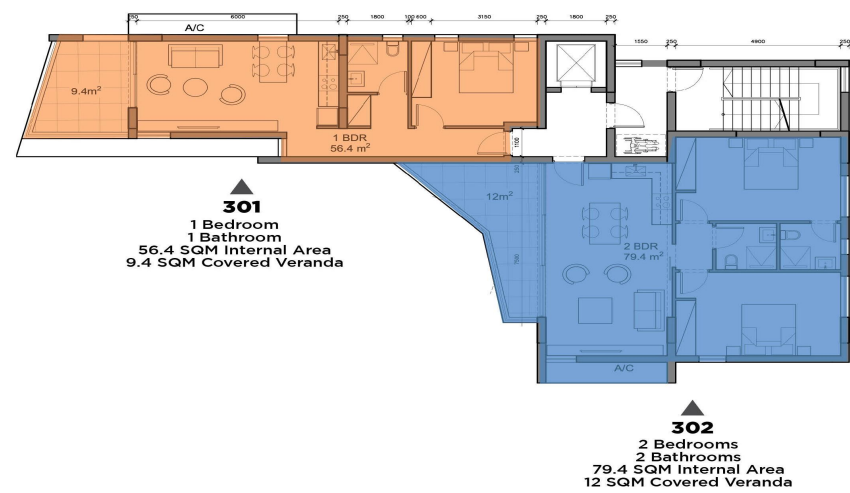 250 6000 250 1800 100 600 3150 250 1800 250
A/C
1350 250 4900 250
9.4m²
1 BDR
56.4 m²
1100
301
1 Bedroom
1 Bathroom
56.4 SQM Internal Area
9.4 SQM Covered Veranda
12m²
2 BDR
79.4 m²
A/C
302
2 Bedrooms
2 Bathrooms
79.4 SQM Internal Area
12 SQM Covered Veranda